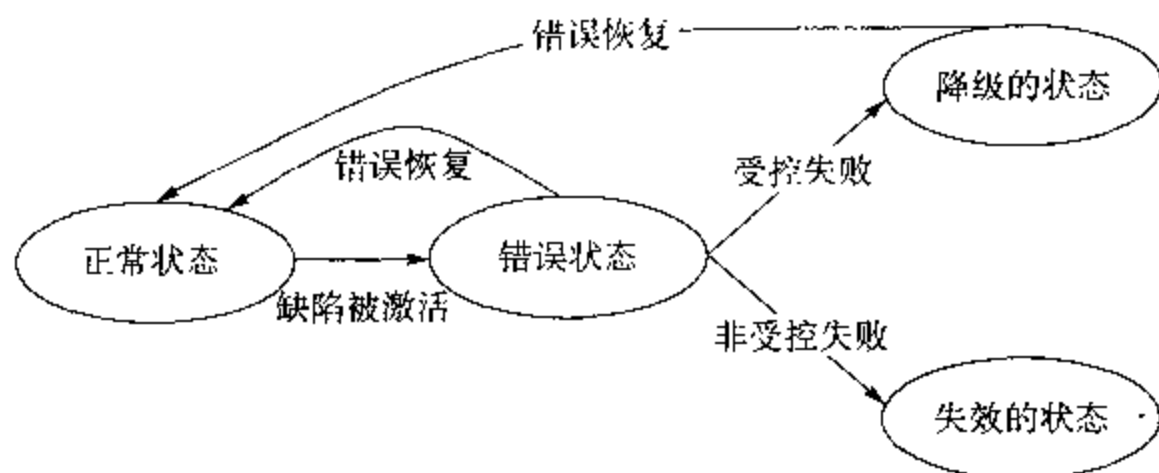 错误恢复
降级的状态
错误恢复
受控失败
正常状态
错误状态
缺陷被激活
非受控失败
失效的状态